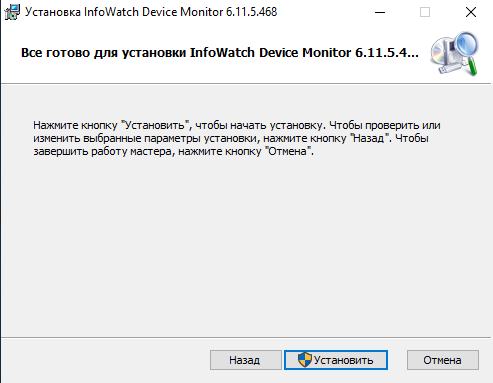 Установка InfoWatch Device Monitor 6.11.5.468
Все готово для установки InfoWatch Device Monitor 6.11.5.4...
Нажмите кнопку "Установить", чтобы начать установку. Чтобы проверить или
изменить выбранные параметры установки, нажмите кнопку "Назад". Чтобы
завершить работу мастера, нажмите кнопку "Отмена".
Назад
Установить
Отмена